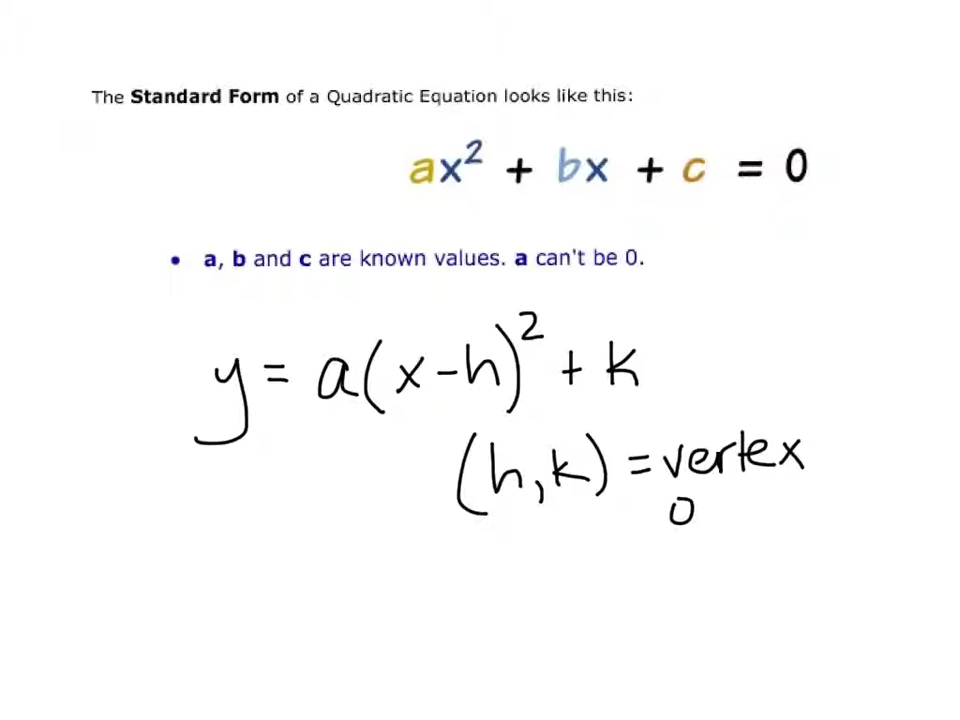 The Standard Form of a Quadratic Equation looks like this:
ax² + bx + c = 0
• a, b and c are known values. a can't be 0.
y = a(x-h)² + k
(h,k) = vertex
0